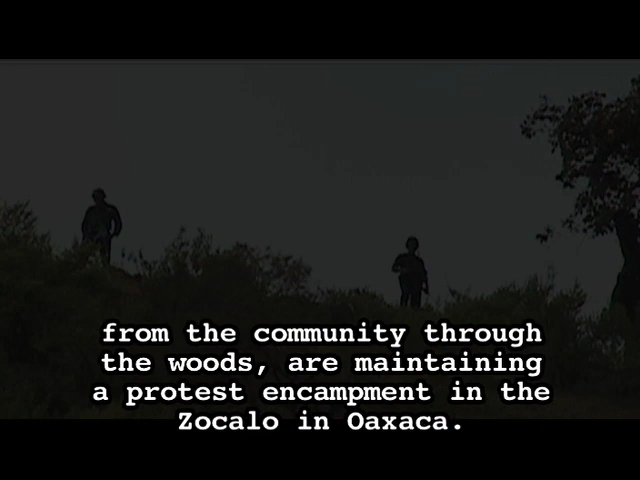 from the community through
the woods, are maintaining
a protest encampment in the
Zocalo in Oaxaca.